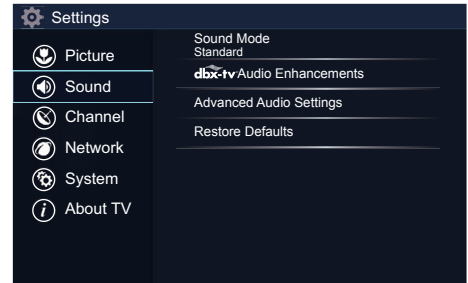 Settings
Picture
Sound
Channel
Network
System
About TV
Sound Mode
Standard
dbx-tv Audio Enhancements
Advanced Audio Settings
Restore Defaults